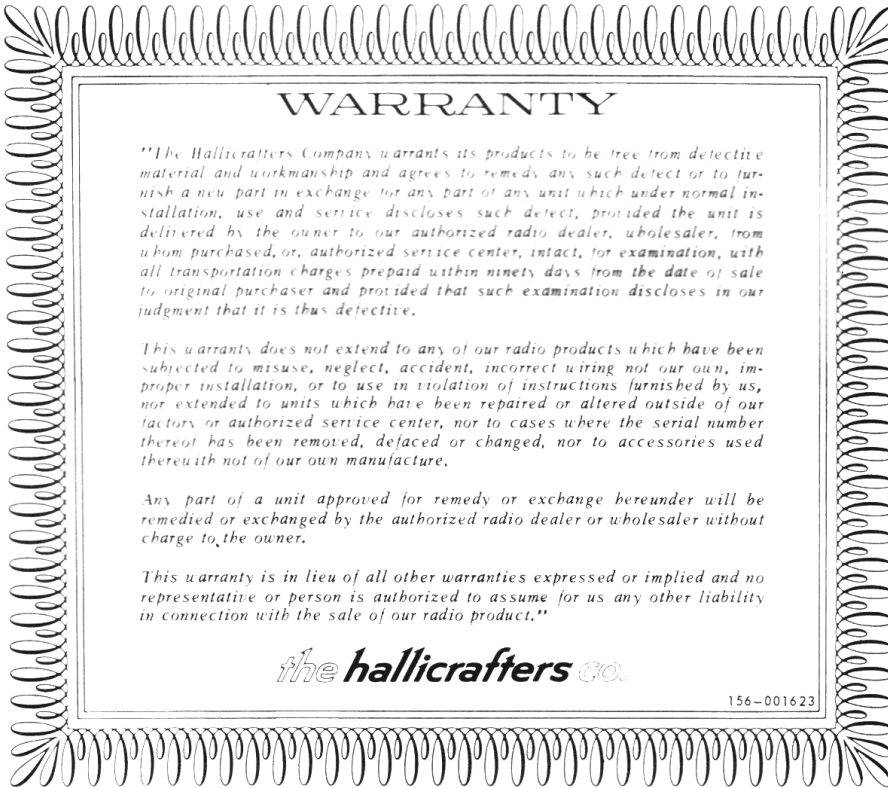 WARRANTY
"The Hallicrafters Company warrants its products to be free from defective
material and workmanship and agrees to remedy any such defect or to fur-
nish a new part in exchange for any part of any unit which under normal in-
stallation, use and service discloses such defect, provided the unit is
delivered by the owner to our authorized radio dealer, wholesaler, from
whom purchased, or, authorized service center, intact, for examination, with
all transportation charges prepaid within ninety days from the date of sale
to original purchaser and provided that such examination discloses in our
judgment that it is thus defective.
This warranty does not extend to any of our radio products which have been
subjected to misuse, neglect, accident, incorrect wiring not our own, im-
proper installation, or to use in violation of instructions furnished by us,
nor extended to units which have been repaired or altered outside of our
factory or authorized service center, nor to cases where the serial number
thereof has been removed, defaced or changed, nor to accessories used
therewith not of our own manufacture.
Any part of a unit approved for remedy or exchange hereunder will be
remedied or exchanged by the authorized radio dealer or wholesaler without
charge to the owner.
This warranty is in lieu of all other warranties expressed or implied and no
representative or person is authorized to assume for us any other liability
in connection with the sale of our radio product."
the hallicrafters co.
156-001623